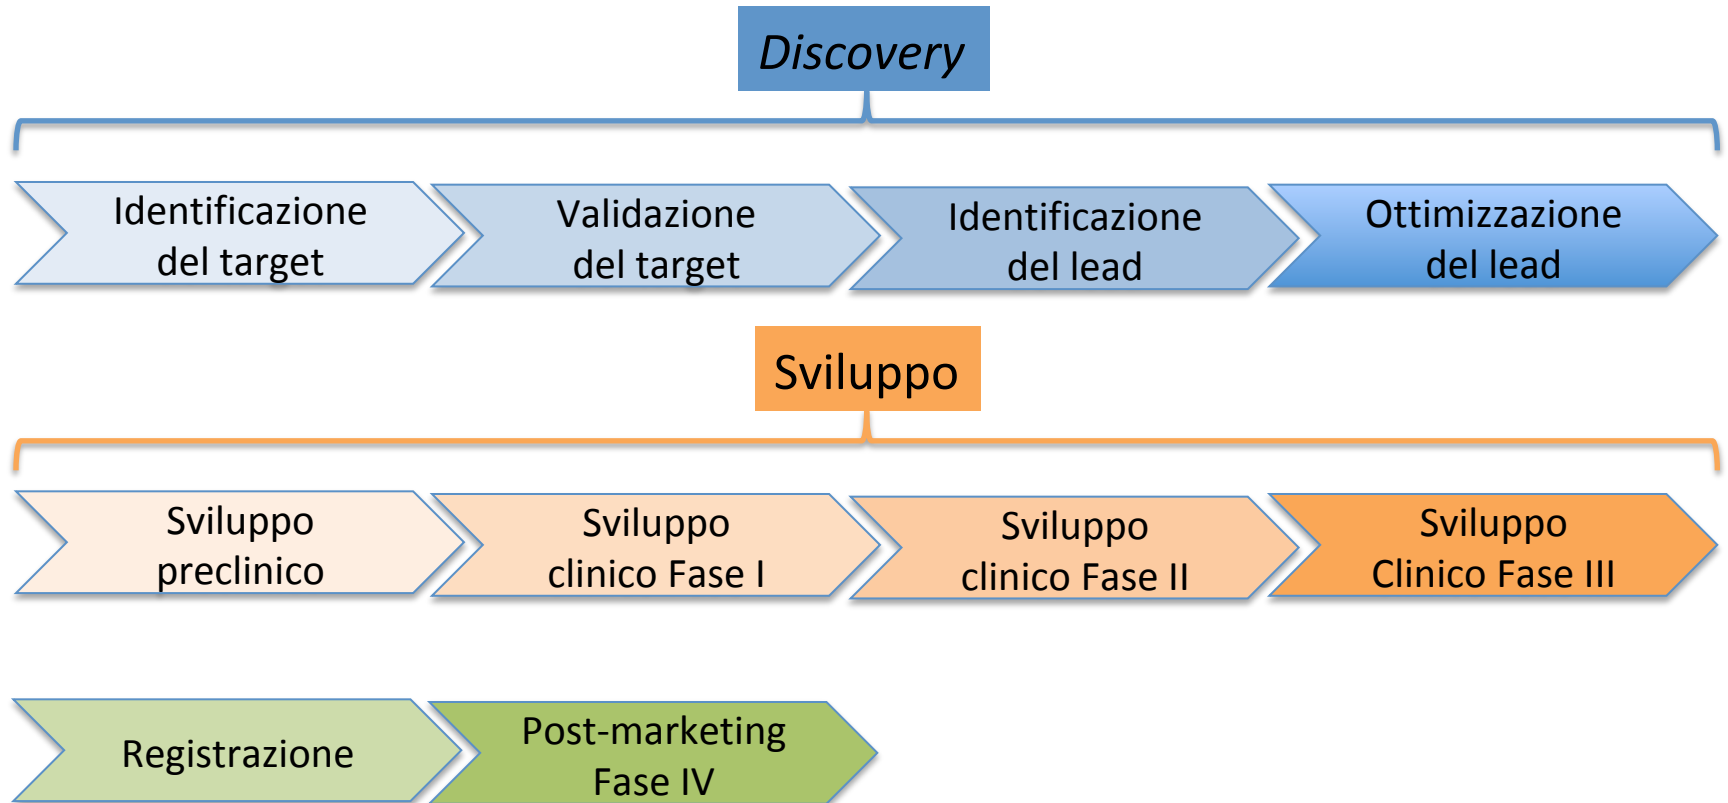 Discovery
Identificazione
del target
Validazione
del target
Identificazione
del lead
Ottimizzazione
del lead
Sviluppo
Sviluppo
preclinico
Sviluppo
clinico Fase I
Sviluppo
clinico Fase II
Sviluppo
Clinico Fase III
Registrazione
Post-marketing
Fase IV